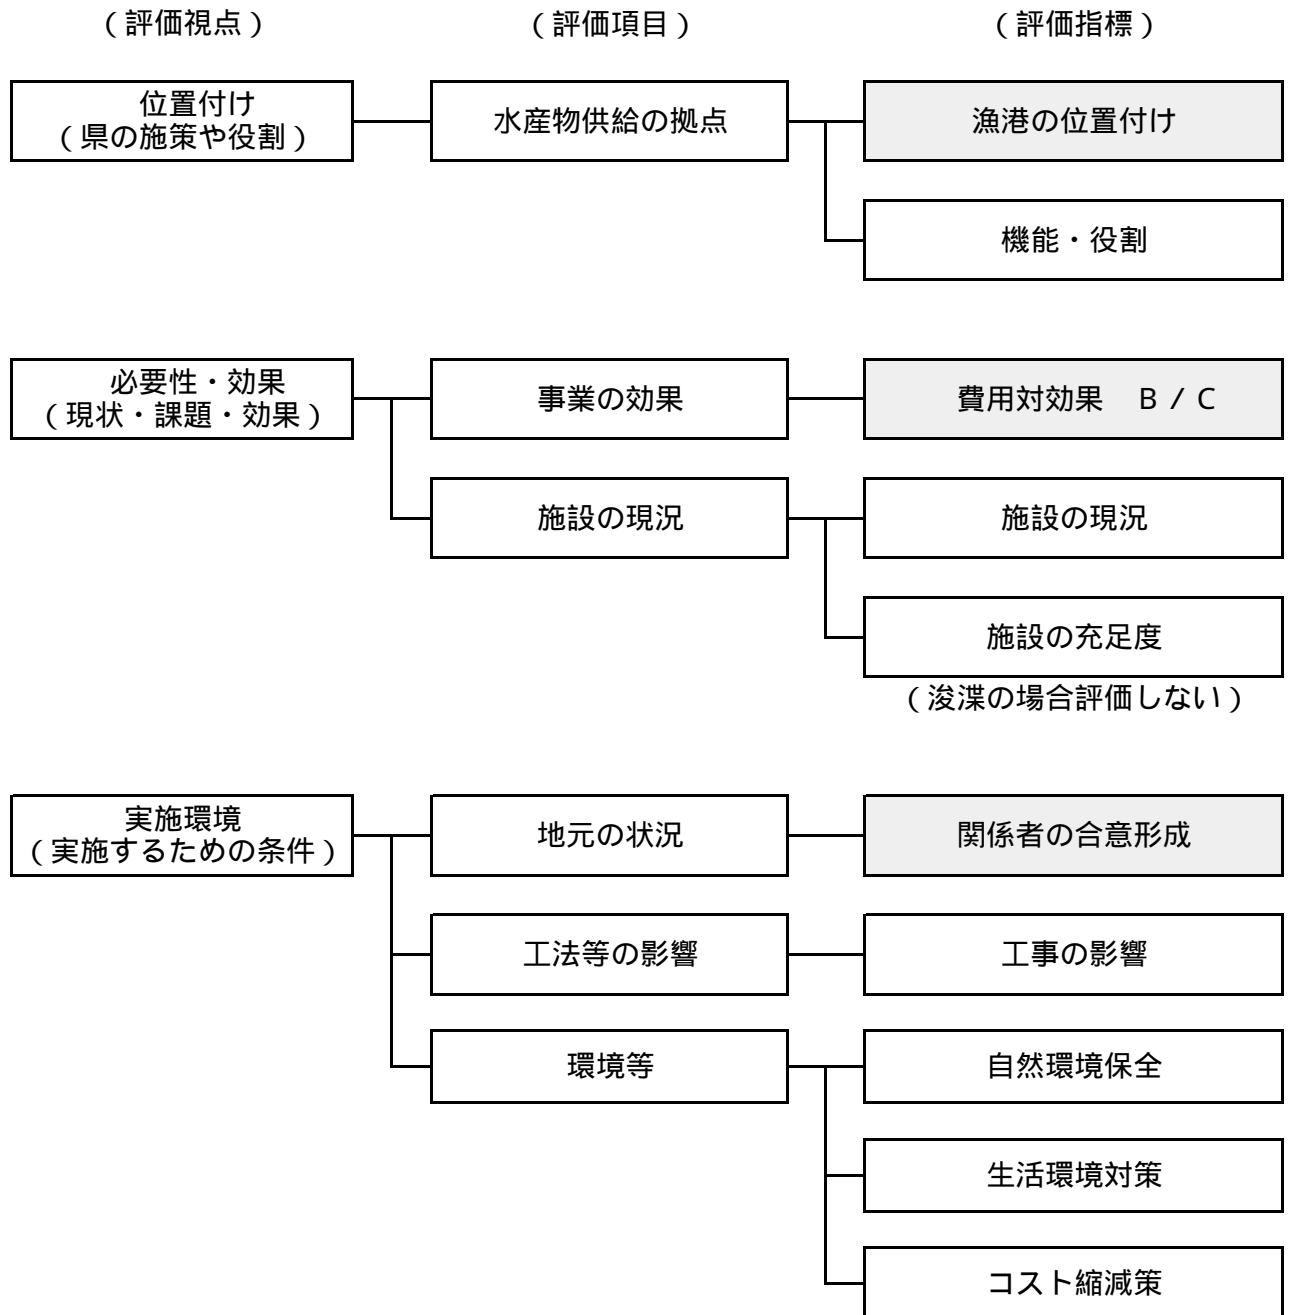 （評価視点）
（評価項目）
（評価指標）
位置付け
（県の施策や役割）
水産物供給の拠点
漁港の位置付け
機能・役割
必要性・効果
（現状・課題・効果）
事業の効果
費用対効果　Ｂ／Ｃ
施設の現況
施設の現況
施設の充足度
（浚渫の場合評価しない）
実施環境
（実施するための条件）
地元の状況
関係者の合意形成
工法等の影響
工事の影響
環境等
自然環境保全
生活環境対策
コスト縮減策